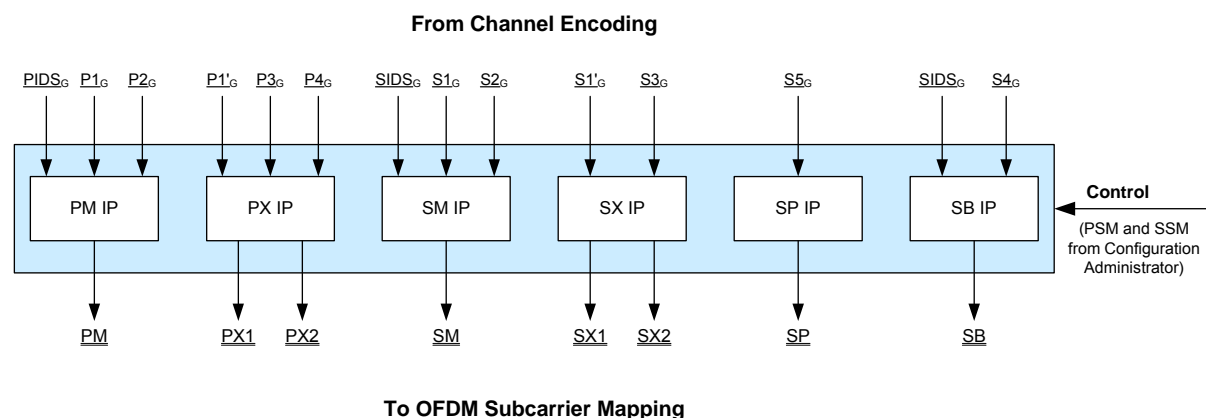 From Channel Encoding
PIDSG P1G P2G P1'G P3G P4G SIDSG S1G S2G S1'G S3G S5G SIDSG S4G
PM IP PX IP SM IP SX IP SP IP SB IP
Control
(PSM and SSM
from Configuration
Administrator)
PM PX1 PX2 SM SX1 SX2 SP SB
To OFDM Subcarrier Mapping